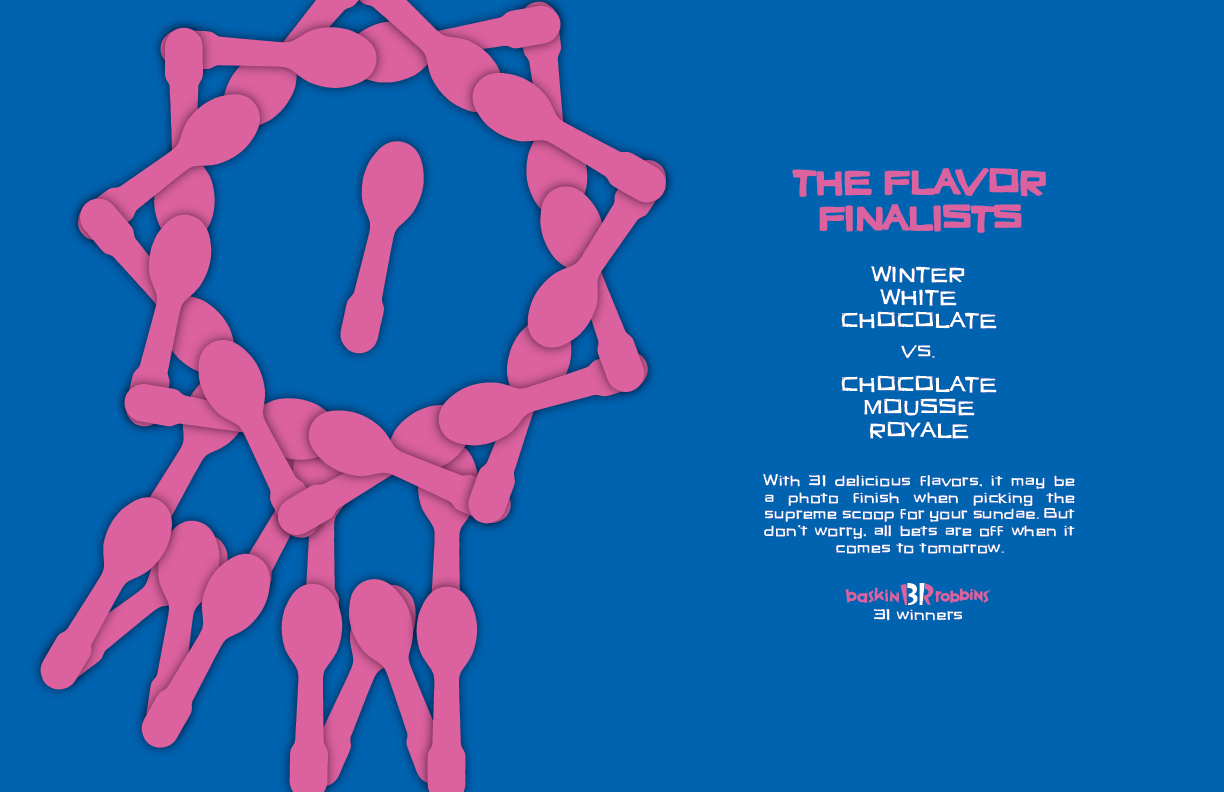 THE FLAVOR
FINALISTS
WINTER
WHITE
CHOCOLATE
VS.
CHOCOLATE
MOUSSE
ROYALE
With 31 delicious flavors, it may be
a photo finish when picking the
supreme scoop for your sundae. But
don't worry, all bets are off when it
comes to tomorrow.
baskin BR robbins
31 winners